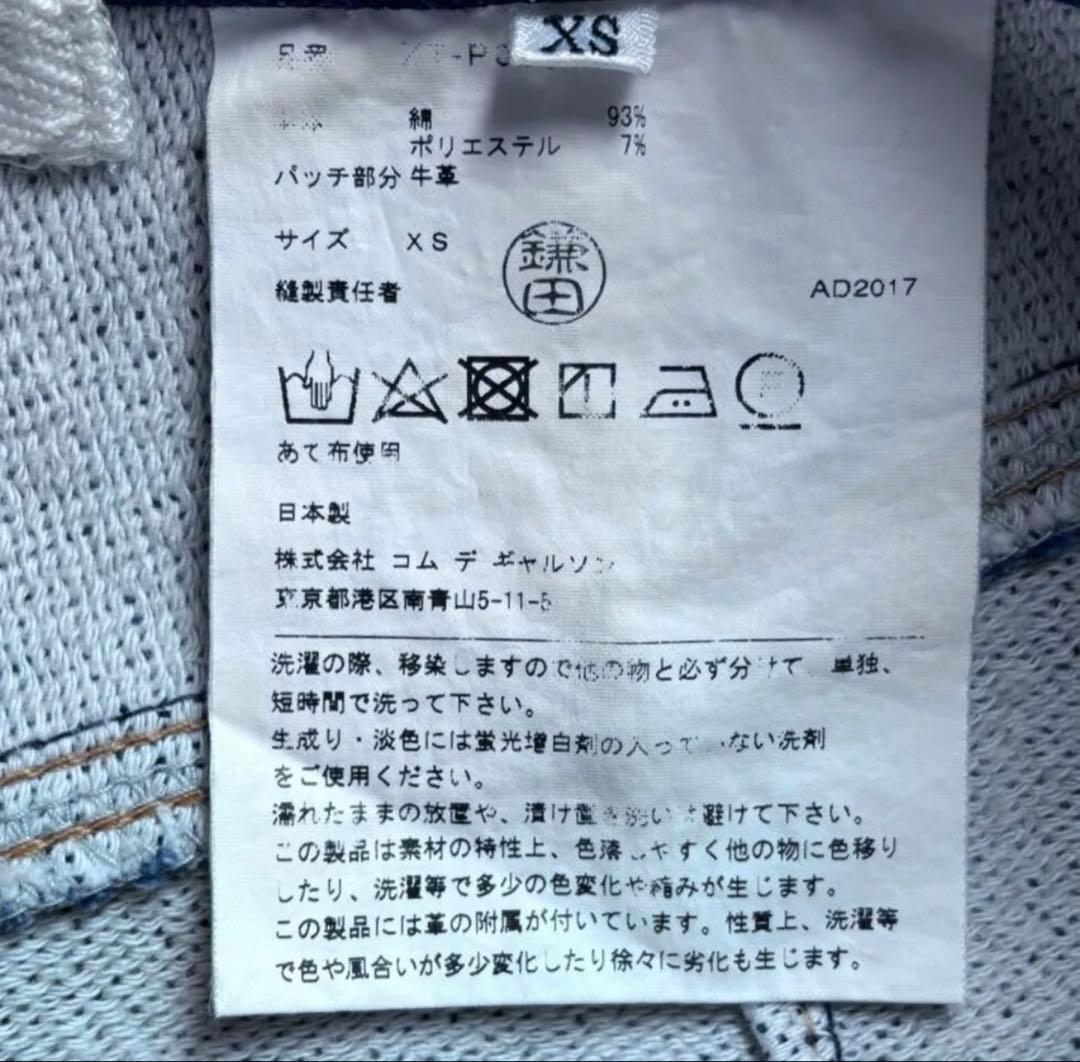 XS
品番
綿 93%
ポリエステル 7%
パッチ部分 牛革
サイズ XS
鎌田
縫製責任者 AD2017
あて布使用
日本製
株式会社 コム デ ギャルソン
東京都港区南青山5-11-5
洗濯の際、移染しますので他の物と必ず分けて、単独、
短時間で洗って下さい。
生成り・淡色には蛍光増白剤の入っていない洗剤
をご使用ください。
濡れたままの放置や、漬け置き洗いは避けて下さい。
この製品は素材の特性上、色落しやすく他の物に色移り
したり、洗濯等で多少の色変化や縮みが生じます。
この製品には革の附属が付いています。性質上、洗濯等
で色や風合いが多少変化したり徐々に劣化も生じます。